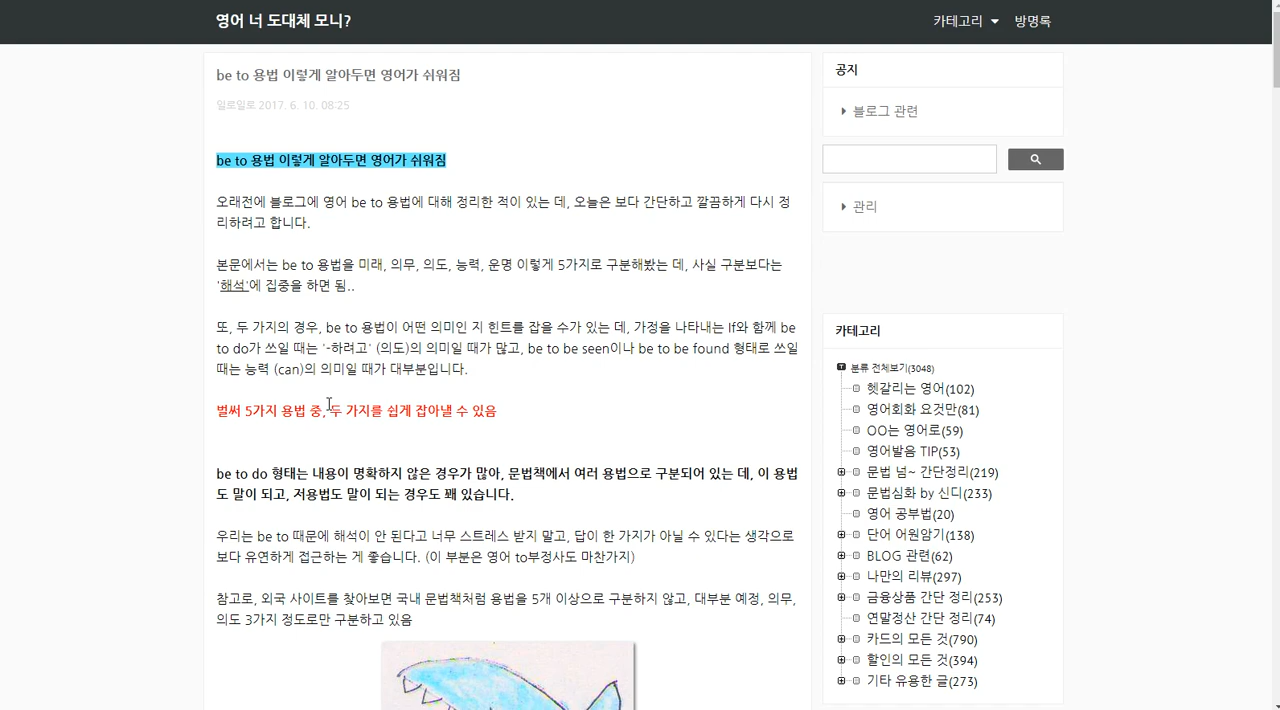 영어 너 도대체 모니?
카테고리
방명록
be to 용법 이렇게 알아두면 영어가 쉬워짐
일로일로 2017. 6. 10. 08:25
be to 용법 이렇게 알아두면 영어가 쉬워짐
오래전에 블로그에 영어 be to 용법에 대해 정리한 적이 있는 데, 오늘은 보다 간단하고 깔끔하게 다시 정
리하려고 합니다.
본문에서는 be to 용법을 미래, 의무, 의도, 능력, 운명 이렇게 5가지로 구분해봤는 데, 사실 구분보다는
'해석'에 집중을 하면 됨..
또, 두 가지의 경우, be to 용법이 어떤 의미인 지 힌트를 잡을 수가 있는 데, 가정을 나타내는 If와 함께 be
to do가 쓰일 때는 '-하려고' (의도)의 의미일 때가 많고, be to be seen이나 be to be found 형태로 쓰일
때는 능력 (can)의 의미일 때가 대부분입니다.
벌써 5가지 용법 중, 두 가지를 쉽게 잡아낼 수 있음
be to do 형태는 내용이 명확하지 않은 경우가 많아, 문법책에서 여러 용법으로 구분되어 있는 데, 이 용법
도 말이 되고, 저용법도 말이 되는 경우도 꽤 있습니다.
우리는 be to 때문에 해석이 안 된다고 너무 스트레스 받지 말고, 답이 한 가지가 아닐 수 있다는 생각으로
보다 유연하게 접근하는 게 좋습니다. (이 부분은 영어 to부정사도 마찬가지)
참고로, 외국 사이트를 찾아보면 국내 문법책처럼 용법을 5개 이상으로 구분하지 않고, 대부분 예정, 의무,
의도 3가지 정도로만 구분하고 있음
공지
블로그 관련
관리
카테고리
분류 전체보기(3048)
헷갈리는 영어(102)
영어회화 요것만(81)
OO는 영어로(59)
영어발음 TIP(53)
문법 넘~ 간단정리(219)
문법심화 by 신디(233)
영어 공부법(20)
단어 어원암기(138)
BLOG 관련(62)
나만의 리뷰(297)
금융상품 간단 정리(253)
연말정산 간단 정리(74)
카드의 모든 것(790)
할인의 모든 것(394)
기타 유용한 글(273)